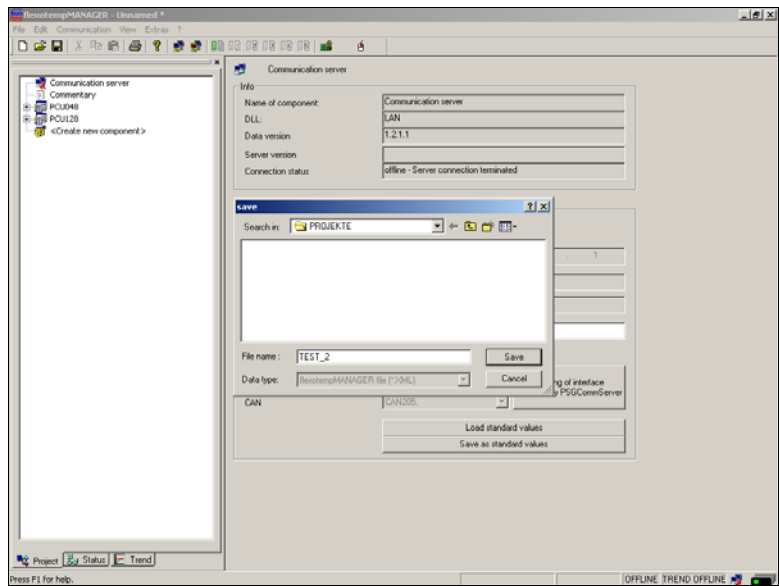 flexotempMANAGER - Unnamed *
File Edit Communication View Extras ?
Communication server
Commentary
PCU048
PCU128
<Create new component>
Communication server
Info
Name of component: Communication server
DLL: LAN
Data version 1.2.1.1
Server version
Connection status offline - Server connection terminated
save
Search in: PROJEKTE
. 1
File name : TEST_2 Save
Data type: flexotempMANAGER file (*.XML) Cancel
ng of interface
y PSGCommServer
CAN CAN205,
Load standard values
Save as standard values
Project Status Trend
Press F1 for help. OFFLINE TREND OFFLINE